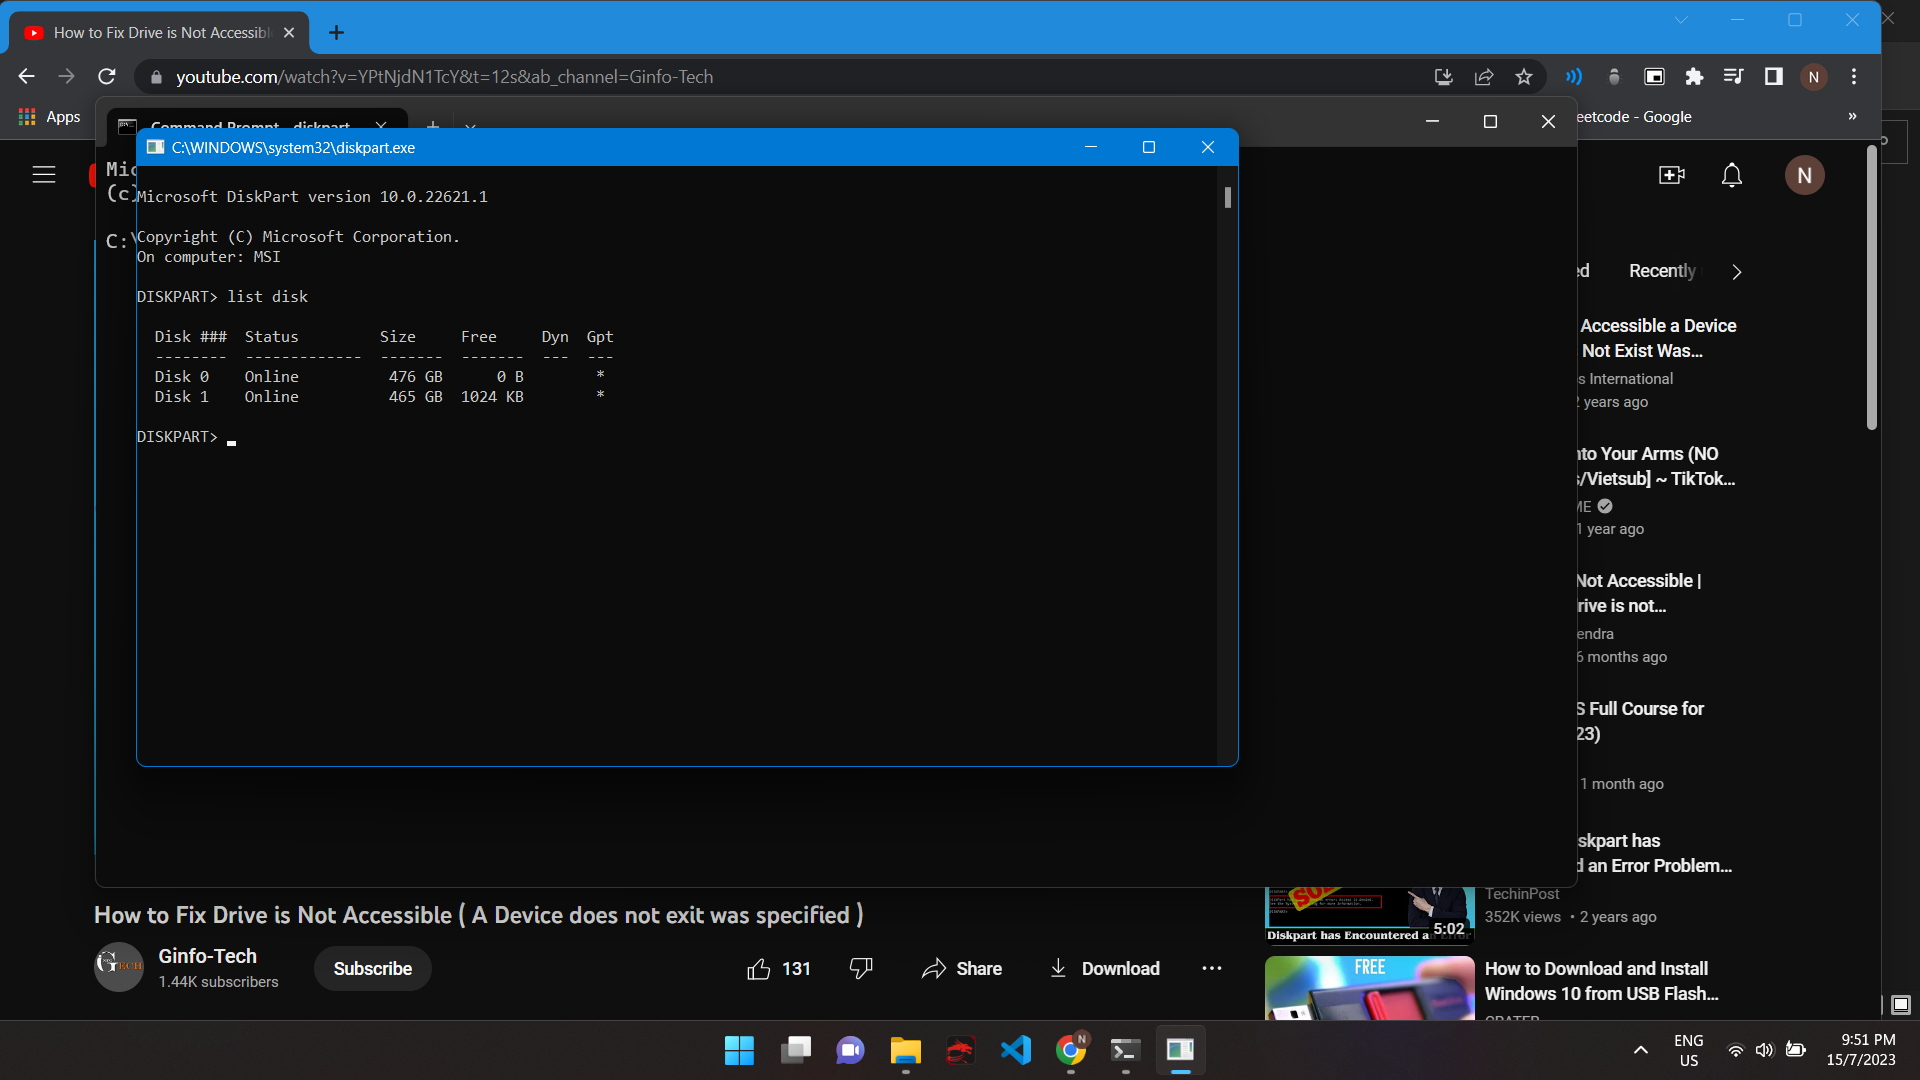 How to Fix Drive is Not Accessible
youtube.com/watch?v=YPtNjdN1TcY&t=12s&ab_channel=Ginfo-Tech
N
Apps
eetcode - Google
»
Command Prompt - diskpart
C:\WINDOWS\system32\diskpart.exe
Mic
(c)
C:\
Microsoft DiskPart version 10.0.22621.1
Copyright (C) Microsoft Corporation.
On computer: MSI
DISKPART> list disk
Disk ###  Status         Size     Free     Dyn  Gpt
--------  -------------  -------  -------  ---  ---
Disk 0    Online          476 GB      0 B        *
Disk 1    Online          465 GB  1024 KB        *
DISKPART>
N
ed
Recently
Accessible a Device
Not Exist Was...
s International
2 years ago
nto Your Arms (NO
s/Vietsub] ~ TikTok...
ME
1 year ago
Not Accessible |
rive is not...
endra
6 months ago
S Full Course for
23)
1 month ago
skpart has
d an Error Problem...
TechinPost
352K views • 2 years ago
Diskpart has Encountered an Error
5:02
How to Fix Drive is Not Accessible ( A Device does not exit was specified )
Ginfo-Tech
1.44K subscribers
Subscribe
131
Share
Download
FREE
How to Download and Install
Windows 10 from USB Flash...
N
ENG
US
9:51 PM
15/7/2023